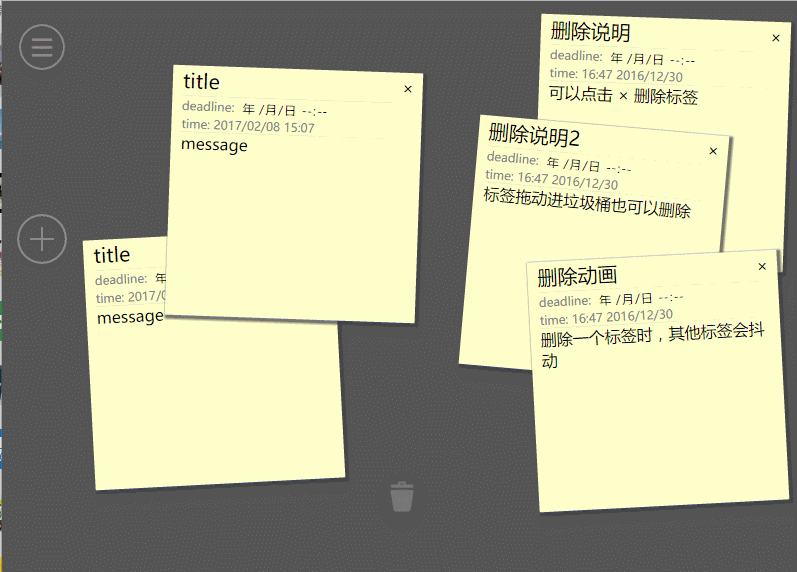 title
×
deadline: 年 /月/日 --:--
time: 2017/02/08 15:07
message
title
deadline: 年
time: 2017/0
message
删除说明
×
deadline: 年 /月/日 --:--
time: 16:47 2016/12/30
可以点击 × 删除标签
删除说明2
×
deadline: 年 /月/日 --:--
time: 16:47 2016/12/30
标签拖动进垃圾桶也可以删除
删除动画
×
deadline: 年 /月/日 --:--
time: 16:47 2016/12/30
删除一个标签时，其他标签会抖
动